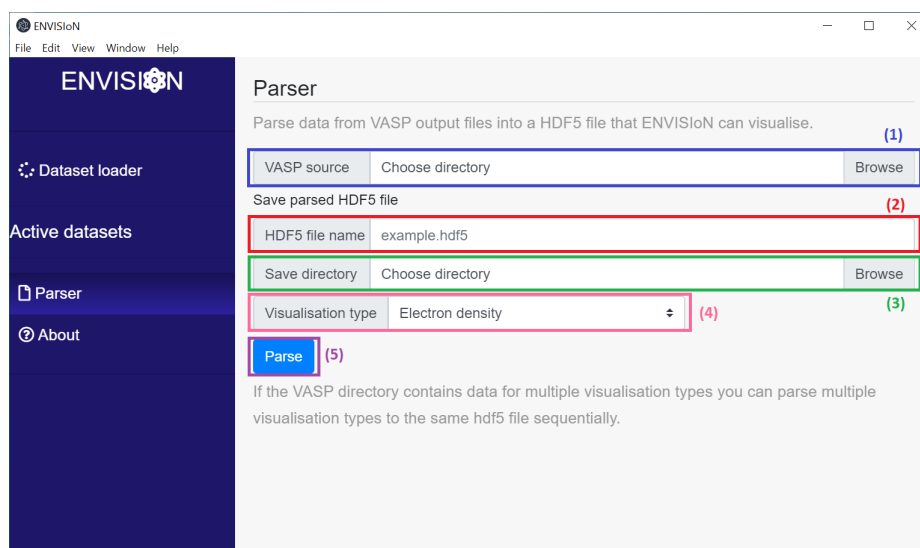 ENVISIoN
File Edit View Window Help
ENVISION
Parser
Parse data from VASP output files into a HDF5 file that ENVISIoN can visualise.
(1)
Dataset loader
VASP source Choose directory Browse
Save parsed HDF5 file
(2)
Active datasets
HDF5 file name example.hdf5
Save directory Choose directory Browse
Parser
(3)
Visualisation type Electron density (4)
About
Parse (5)
If the VASP directory contains data for multiple visualisation types you can parse multiple
visualisation types to the same hdf5 file sequentially.